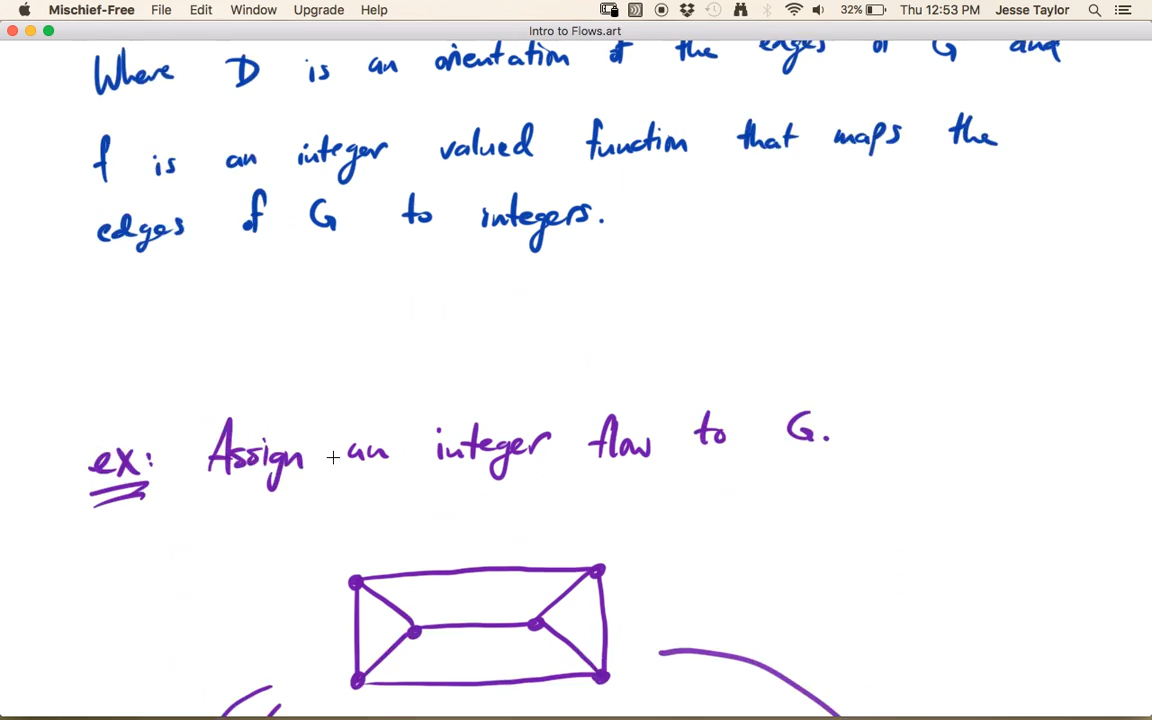 Mischief-Free File Edit Window Upgrade Help 32% Thu 12:53 PM Jesse Taylor
Intro to Flows.art
Where D is an orientation of the edges of G and
f is an integer valued function that maps the
edges of G to integers.
ex: Assign an integer flow to G.